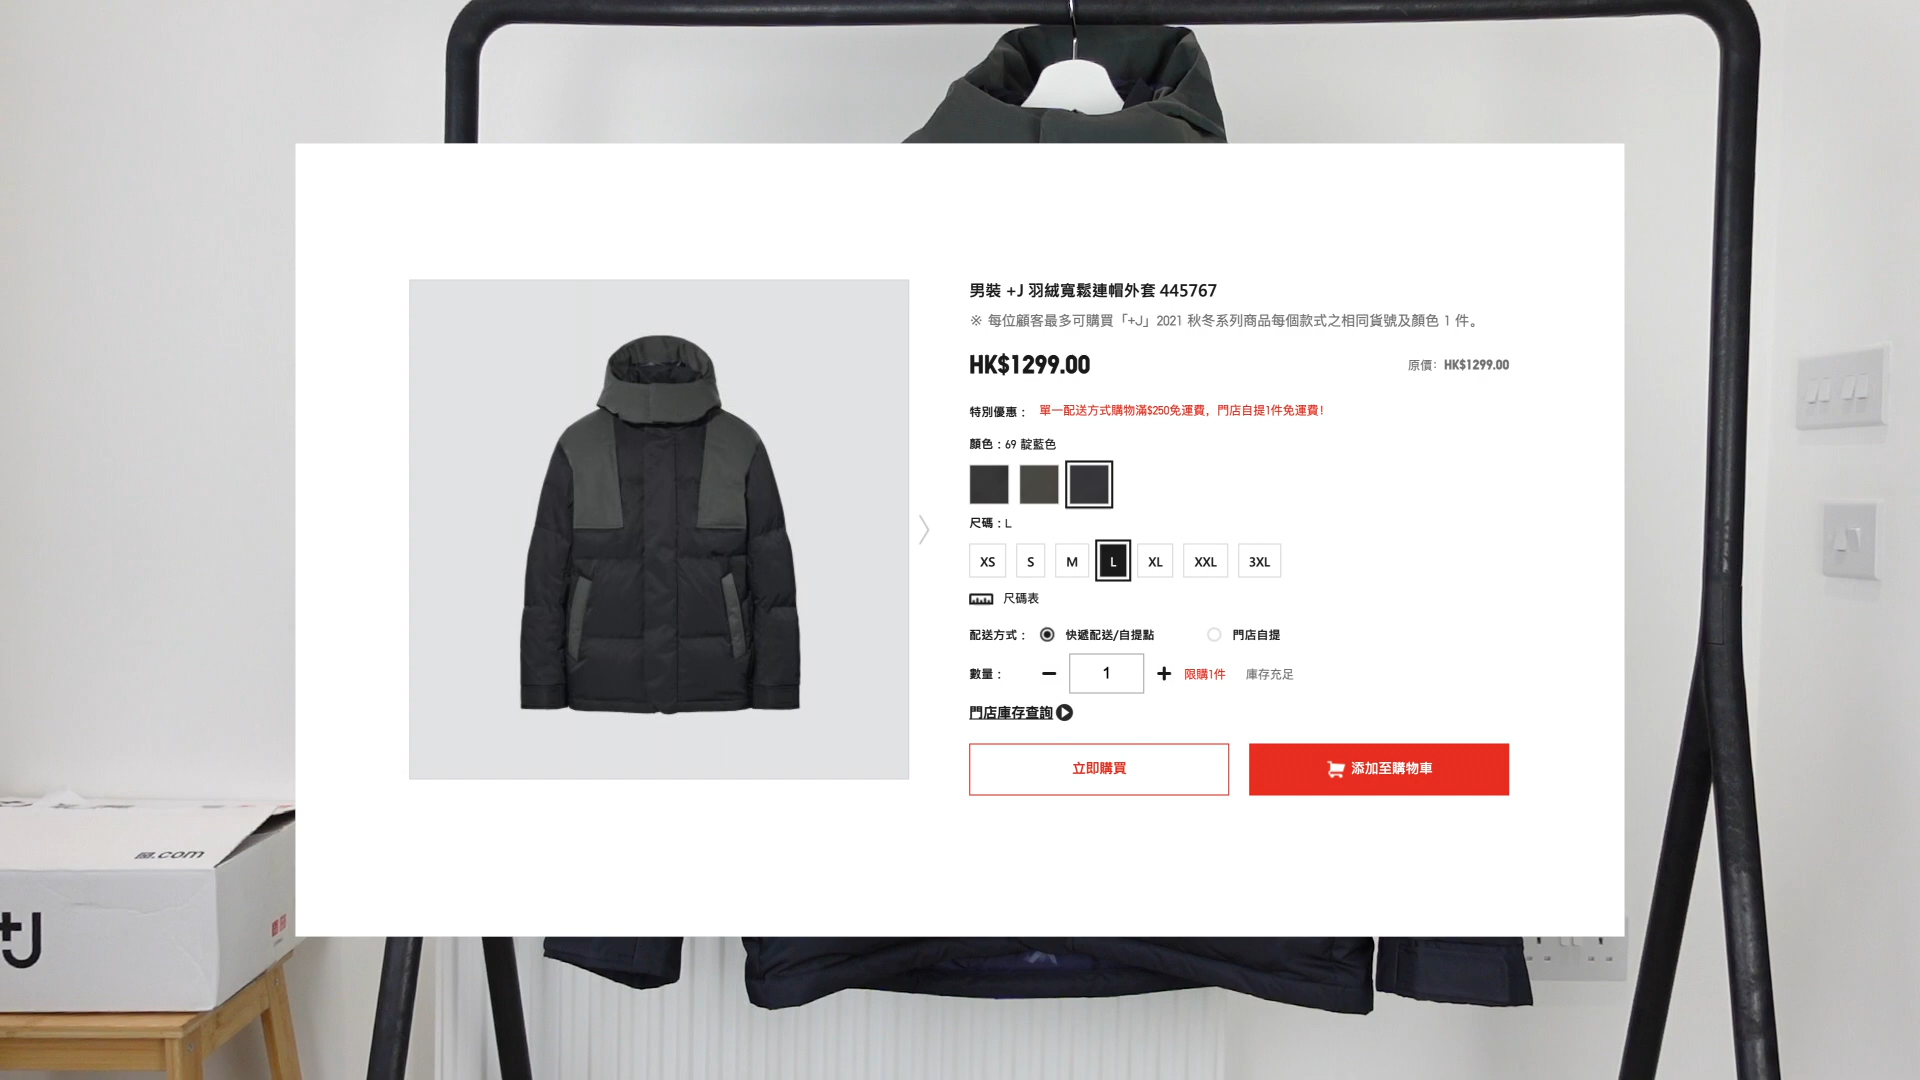 男裝 +J 羽絨寬鬆連帽外套 445767
※ 每位顧客最多可購買「+J」2021 秋冬系列商品每個款式之相同貨號及顏色 1 件。
HK$1299.00
原價: HK$1299.00
特別優惠：
單一配送方式購物滿$250免運費，門店自提1件免運費!
顏色：69 靛藍色
尺碼：L
XS
S
M
L
XL
XXL
3XL
尺碼表
配送方式： 快遞配送/自提點 門店自提
數量： 1 限購1件 庫存充足
門店庫存查詢
立即購買
添加至購物車
.com
+J